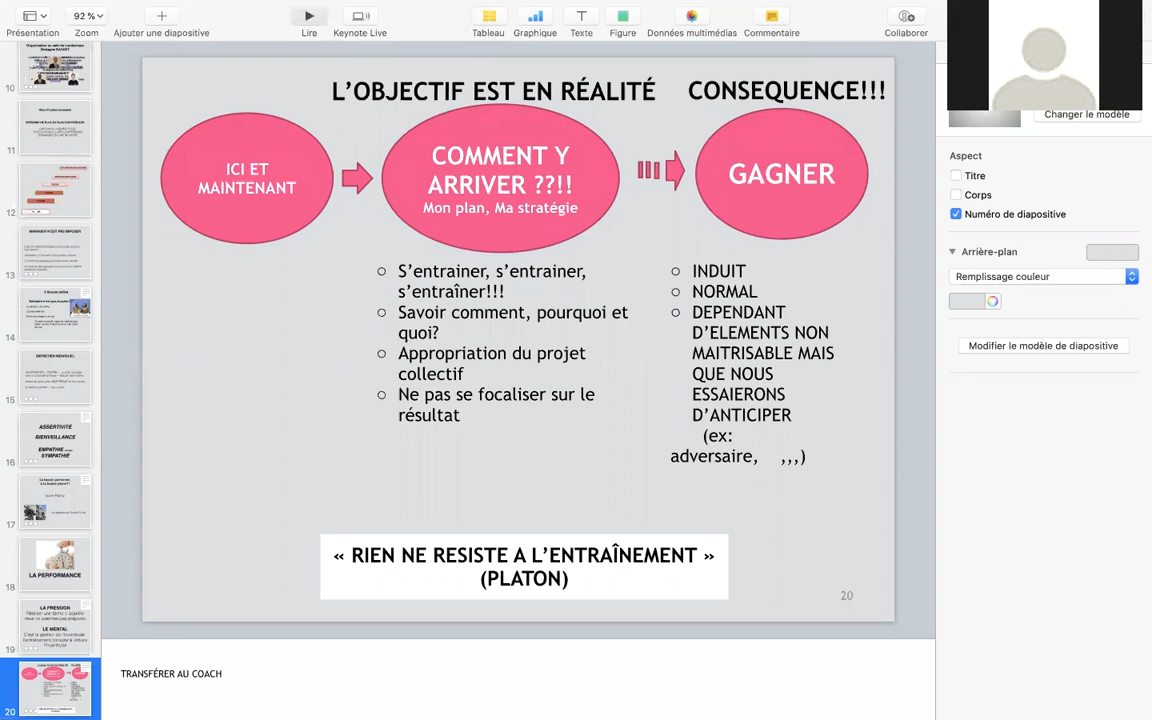 92 %
Présentation
Zoom
Ajouter une diapositive
Lire
Keynote Live
Tableau
Graphique
Texte
Figure
Données multimédias
Commentaire
Collaborer
10
11
12
13
14
15
16
17
18
19
20
MANAGER N'EST PAS IMPOSER
ASSERTIVITÉ
BIENVEILLANCE
EMPATHIE
SYMPATHIE
LA PERFORMANCE
LA PRESSION
LE MENTAL
L'OBJECTIF EST EN RÉALITÉ
CONSEQUENCE!!!
ICI ET
MAINTENANT
COMMENT Y
ARRIVER ??!!
Mon plan, Ma stratégie
GAGNER
○ S'entrainer, s'entrainer,
s'entraîner!!!
○ Savoir comment, pourquoi et
quoi?
○ Appropriation du projet
collectif
○ Ne pas se focaliser sur le
résultat
○ INDUIT
○ NORMAL
○ DEPENDANT
D'ELEMENTS NON
MAITRISABLE MAIS
QUE NOUS
ESSAIERONS
D'ANTICIPER
(ex:
adversaire, ,,,)
« RIEN NE RESISTE A L'ENTRAÎNEMENT »
(PLATON)
20
TRANSFÉRER AU COACH
Changer le modèle
Aspect
Titre
Corps
Numéro de diapositive
Arrière-plan
Remplissage couleur
Modifier le modèle de diapositive